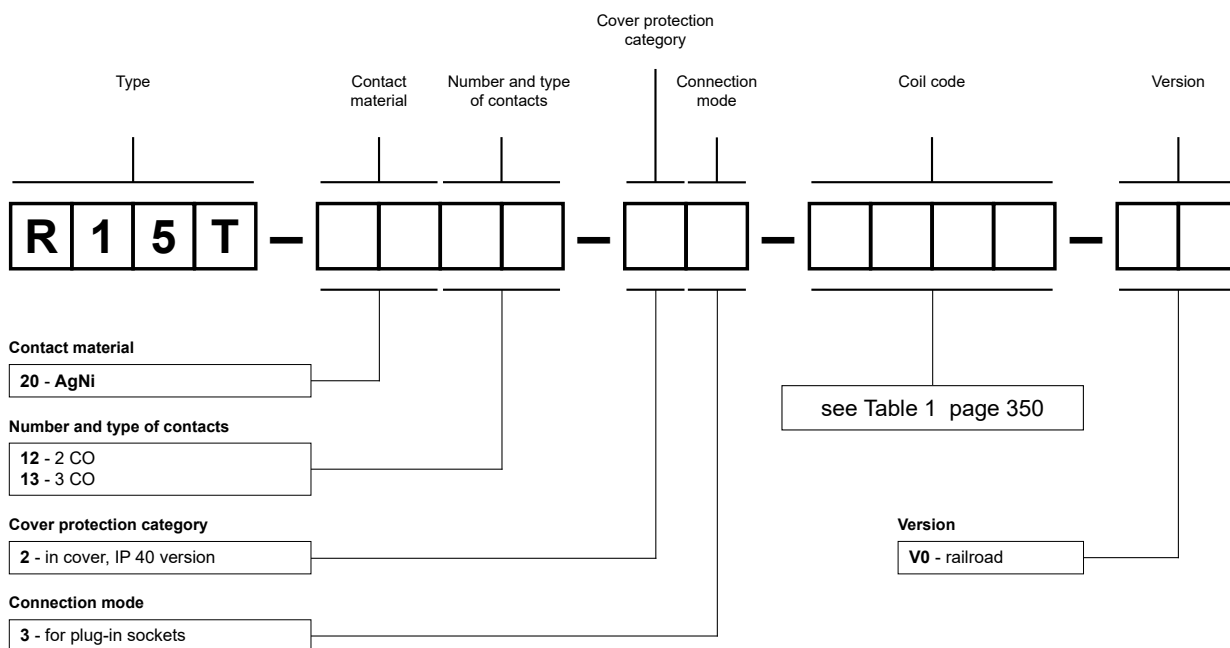 Cover protection
category
Type
Contact
material
Number and type
of contacts
Connection
mode
Coil code
Version
R 1 5 T – – – –
Contact material
20 - AgNi
see Table 1 page 350
Number and type of contacts
12 - 2 CO
13 - 3 CO
Cover protection category
2 - in cover, IP 40 version
Version
V0 - railroad
Connection mode
3 - for plug-in sockets